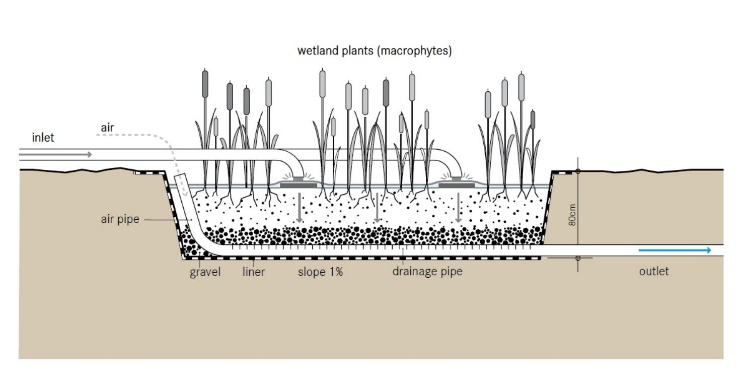 wetland plants (macrophytes)
air
inlet
air pipe
80cm
gravel
liner
slope 1%
drainage pipe
outlet